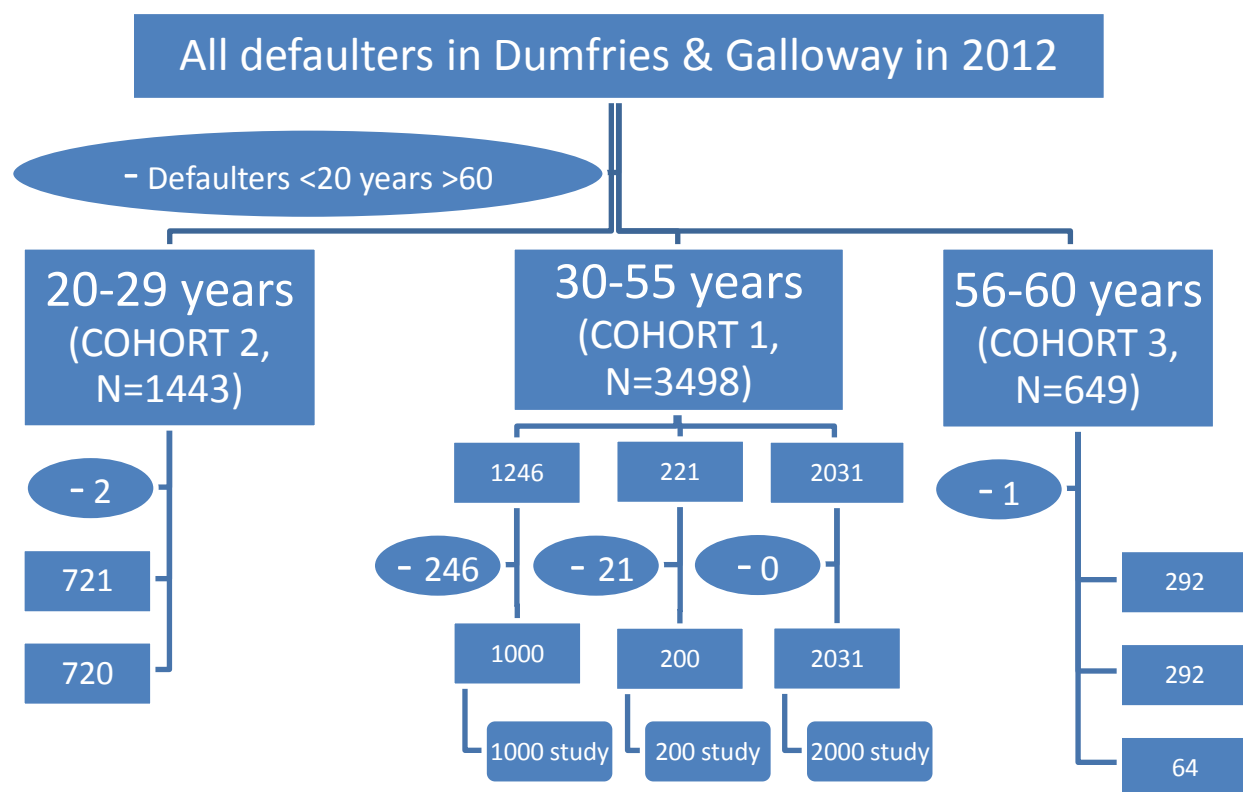 All defaulters in Dumfries & Galloway in 2012
- Defaulters <20 years >60
20-29 years
(COHORT 2,
N=1443)
30-55 years
(COHORT 1,
N=3498)
56-60 years
(COHORT 3,
N=649)
1246
221
2031
- 2
- 1
- 246
- 21
- 0
721
292
1000
200
2031
720
292
1000 study
200 study
2000 study
64